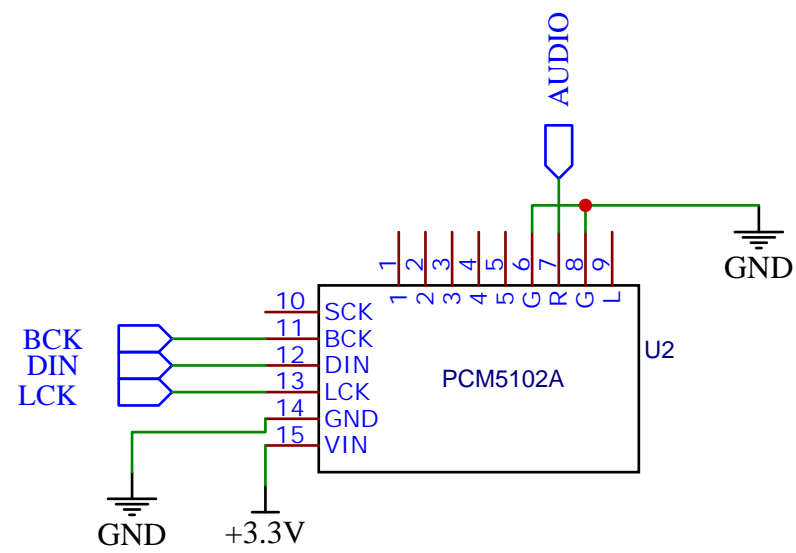 AUDIO
GND
1 2 3 4 5 6 7 8 9
1 2 3 4 5 G R G L
10 SCK
BCK 11 BCK
DIN 12 DIN
LCK 13 LCK
14 GND
15 VIN
PCM5102A
U2
GND
+3.3V